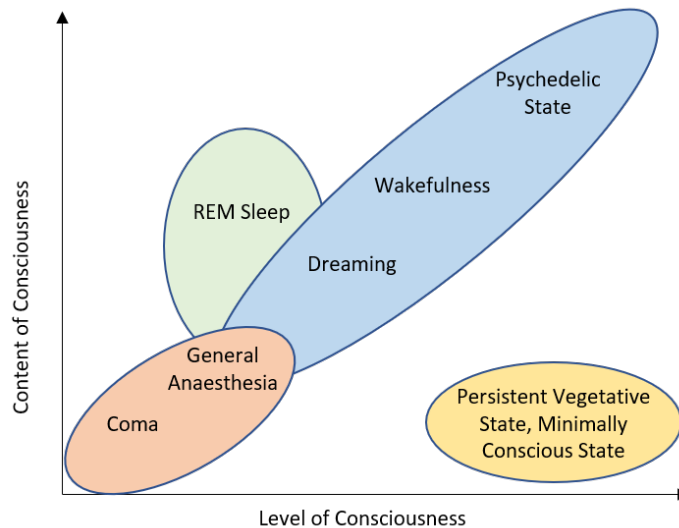 Content of Consciousness
Psychedelic
State
Wakefulness
REM Sleep
Dreaming
General
Anaesthesia
Coma
Persistent Vegetative
State, Minimally
Conscious State
Level of Consciousness